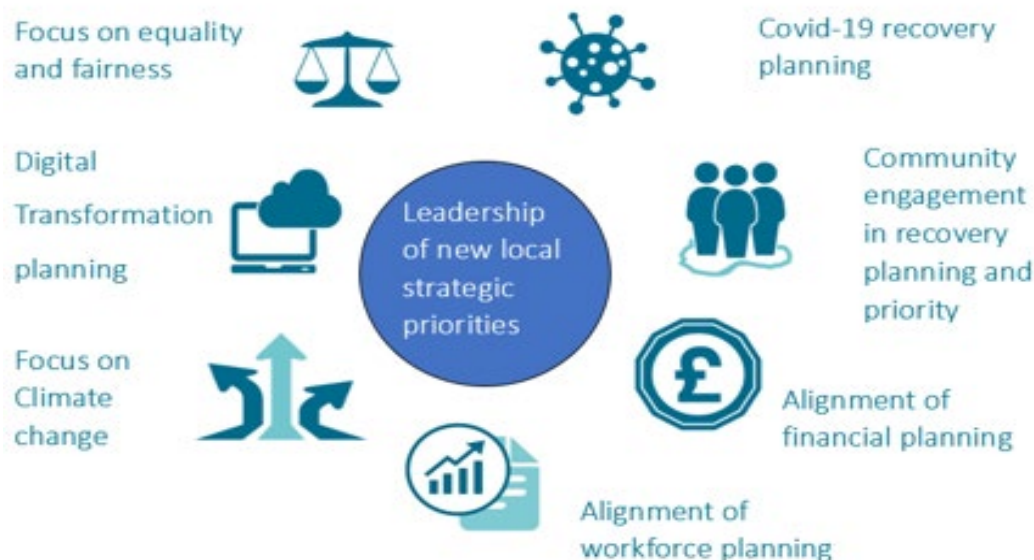 Focus on equality
and fairness
Covid-19 recovery
planning
Digital
Transformation
planning
Leadership
of new local
strategic
priorities
Community
engagement
in recovery
planning and
priority
Focus on
Climate
change
£
Alignment of
financial planning
Alignment of
workforce planning